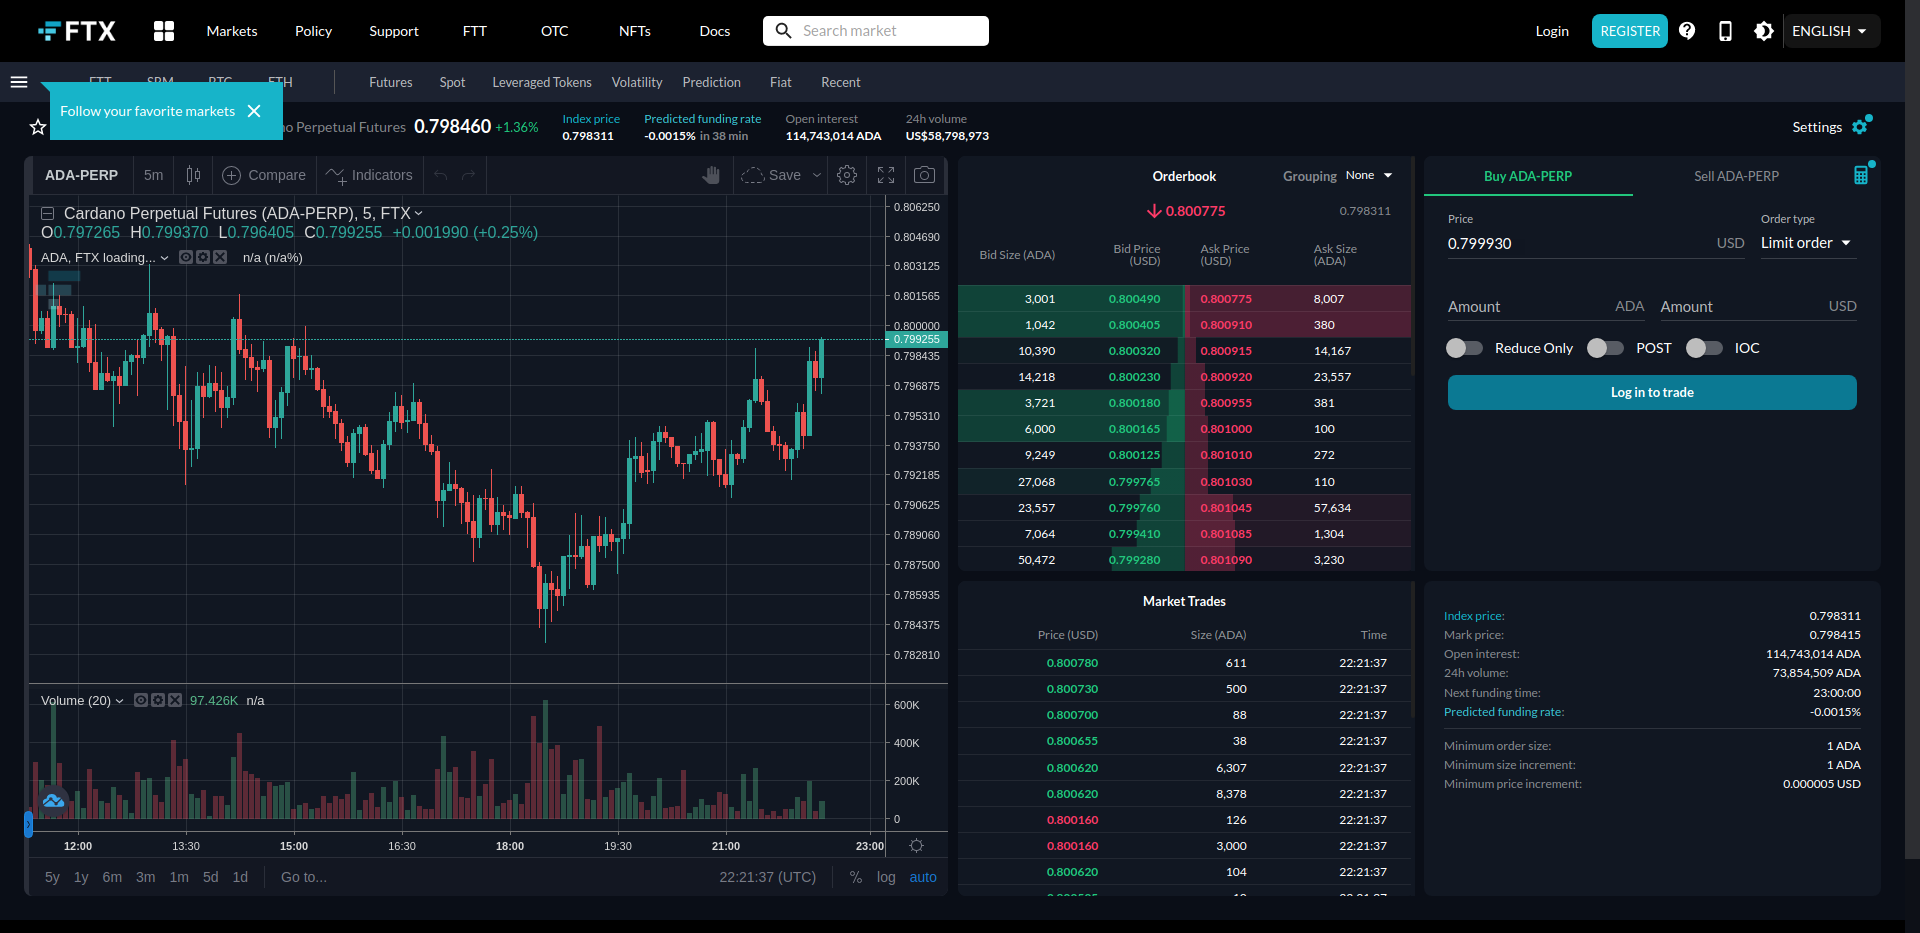 FTX
Markets Policy Support FTT OTC NFTs Docs
Search market
Login REGISTER ENGLISH
FTT SRM BTC ETH Futures Spot Leveraged Tokens Volatility Prediction Fiat Recent
Follow your favorite markets
no Perpetual Futures 0.798460 +1.36%
Index price
0.798311
Predicted funding rate
-0.0015% in 38 min
Open interest
114,743,014 ADA
24h volume
US$58,798,973
Settings
ADA-PERP 5m Compare Indicators Save
Cardano Perpetual Futures (ADA-PERP), 5, FTX
O0.797265 H0.799370 L0.796405 C0.799255 +0.001990 (+0.25%)
ADA, FTX loading... n/a (n/a%)
0.806250
0.804690
0.803125
0.801565
0.800000
0.799255
0.798435
0.796875
0.795310
0.793750
0.792185
0.790625
0.789060
0.787500
0.785935
0.784375
0.782810
Volume (20) 97.426K n/a
600K
400K
200K
0
12:00 13:30 15:00 16:30 18:00 19:30 21:00 23:00
5y 1y 6m 3m 1m 5d 1d Go to... 22:21:37 (UTC) % log auto
Orderbook Grouping None
0.800775 0.798311
Bid Size (ADA) Bid Price (USD) Ask Price (USD) Ask Size (ADA)
3,001 0.800490 0.800775 8,007
1,042 0.800405 0.800910 380
10,390 0.800320 0.800915 14,167
14,218 0.800230 0.800920 23,557
3,721 0.800180 0.800955 381
6,000 0.800165 0.801000 100
9,249 0.800125 0.801010 272
27,068 0.799765 0.801030 110
23,557 0.799760 0.801045 57,634
7,064 0.799410 0.801085 1,304
50,472 0.799280 0.801090 3,230
Market Trades
Price (USD) Size (ADA) Time
0.800780 611 22:21:37
0.800730 500 22:21:37
0.800700 88 22:21:37
0.800655 38 22:21:37
0.800620 6,307 22:21:37
0.800620 8,378 22:21:37
0.800160 126 22:21:37
0.800160 3,000 22:21:37
0.800620 104 22:21:37
Buy ADA-PERP Sell ADA-PERP
Price Order type
0.799930 USD Limit order
Amount ADA Amount USD
Reduce Only POST IOC
Log in to trade
Index price: 0.798311
Mark price: 0.798415
Open interest: 114,743,014 ADA
24h volume: 73,854,509 ADA
Next funding time: 23:00:00
Predicted funding rate: -0.0015%
Minimum order size: 1 ADA
Minimum size increment: 1 ADA
Minimum price increment: 0.000005 USD